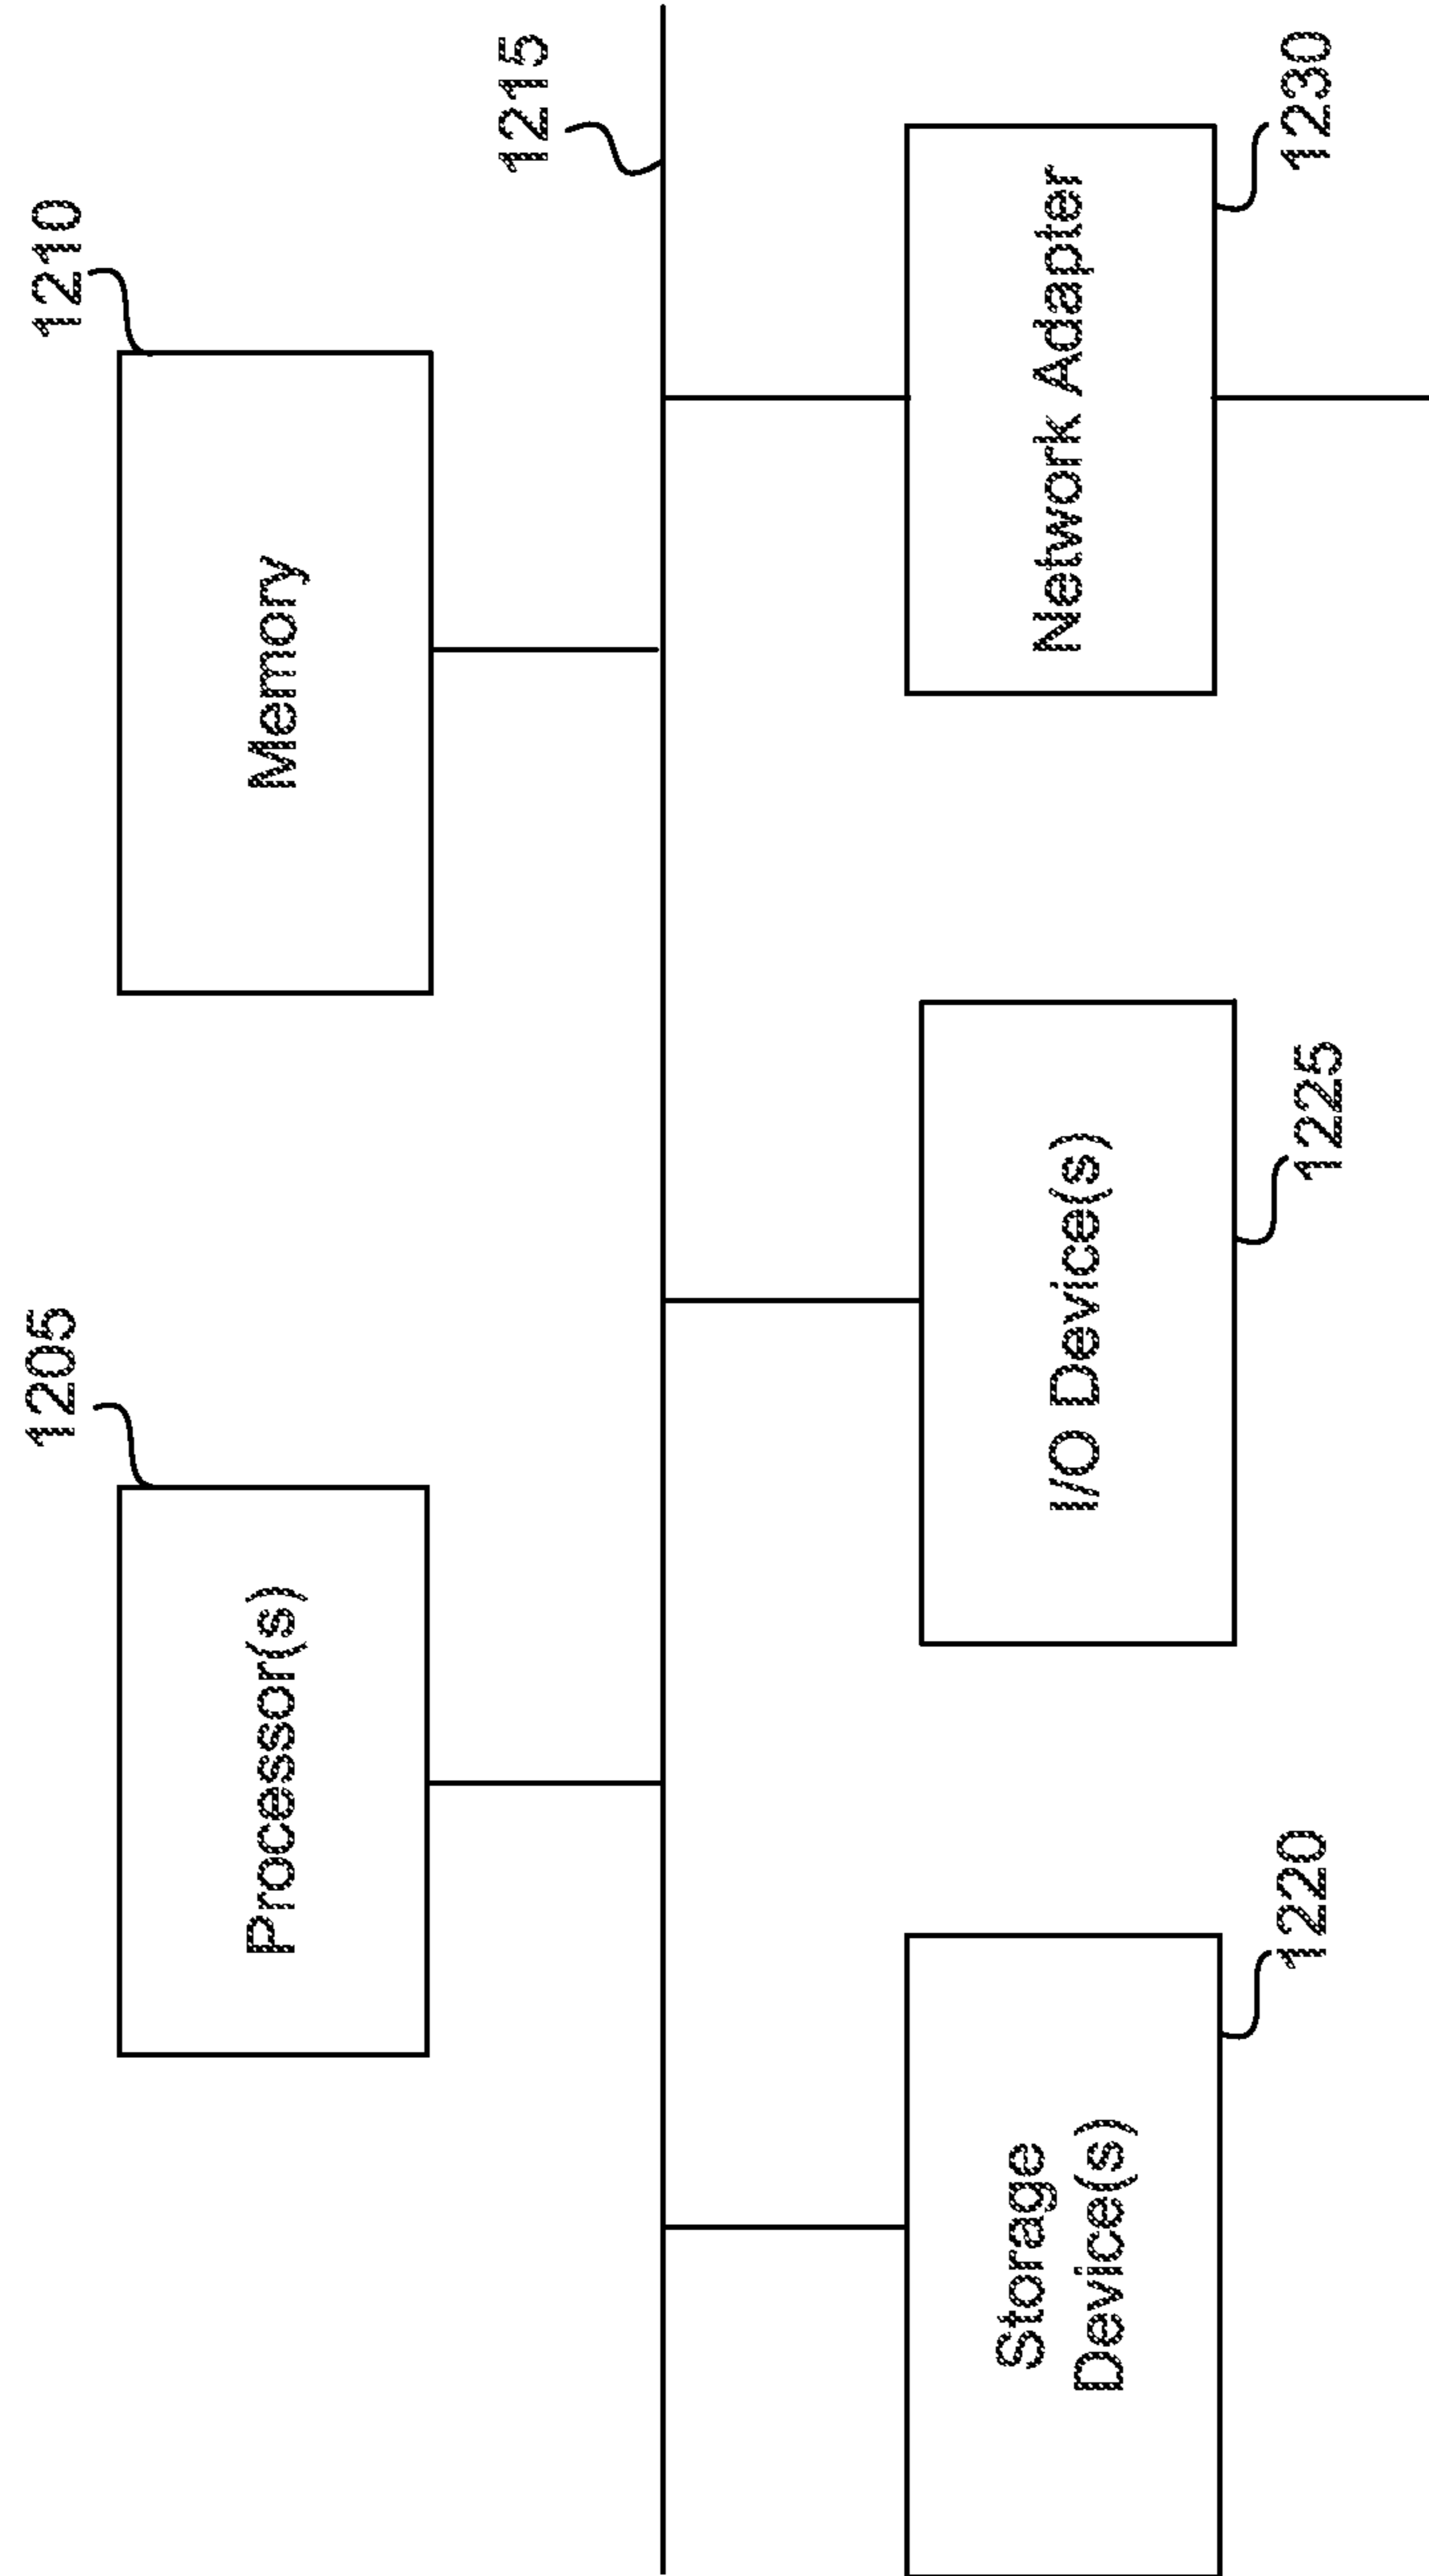 1205
1210
Processor(s)
Memory
1215
Storage
Device(s)
I/O Device(s)
Network Adapter
1220
1225
1230